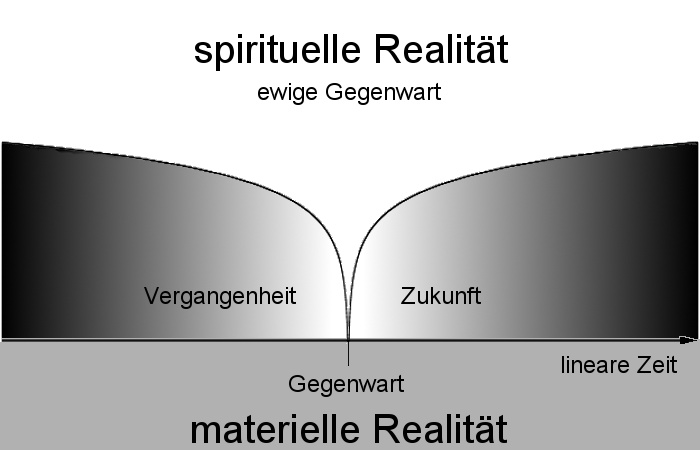 spirituelle Realität
ewige Gegenwart
Vergangenheit
Zukunft
lineare Zeit
Gegenwart
materielle Realität